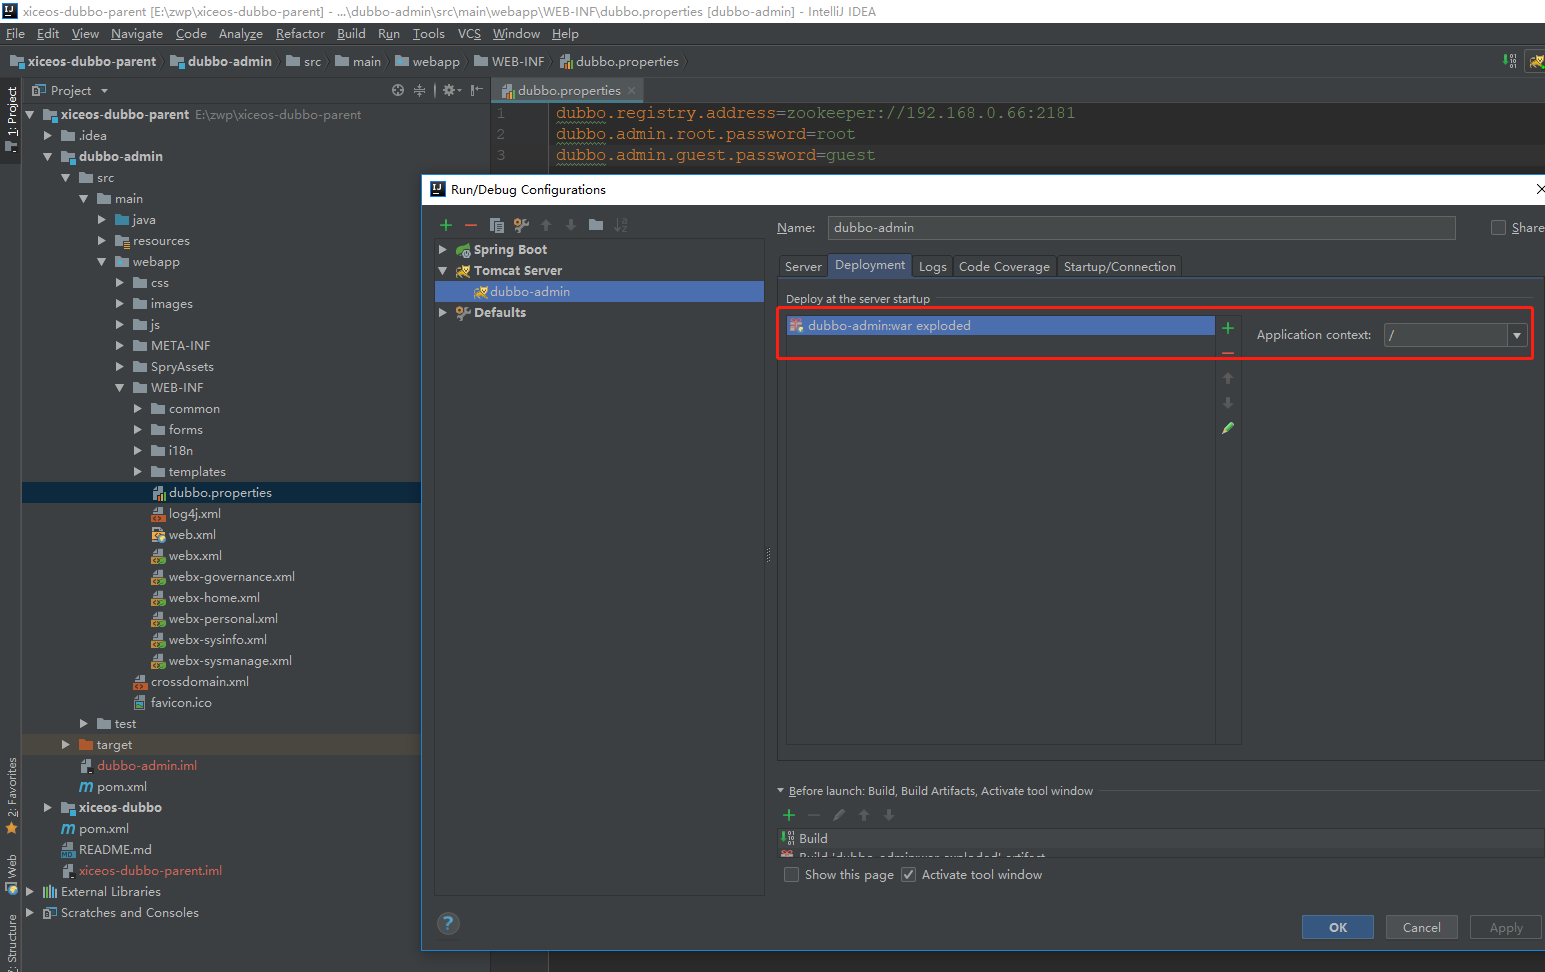 xiceos-dubbo-parent [E:\zwp\xiceos-dubbo-parent] - ...\dubbo-admin\src\main\webapp\WEB-INF\dubbo.properties [dubbo-admin] - IntelliJ IDEA
File Edit View Navigate Code Analyze Refactor Build Run Tools VCS Window Help
xiceos-dubbo-parent dubbo-admin src main webapp WEB-INF dubbo.properties
1: Project
2: Favorites
Web
Z: Structure
Project
xiceos-dubbo-parent E:\zwp\xiceos-dubbo-parent
.idea
dubbo-admin
src
main
java
resources
webapp
css
images
js
META-INF
SpryAssets
WEB-INF
common
forms
i18n
templates
dubbo.properties
log4j.xml
web.xml
webx.xml
webx-governance.xml
webx-home.xml
webx-personal.xml
webx-sysinfo.xml
webx-sysmanage.xml
crossdomain.xml
favicon.ico
test
target
dubbo-admin.iml
pom.xml
xiceos-dubbo
pom.xml
README.md
xiceos-dubbo-parent.iml
External Libraries
Scratches and Consoles
dubbo.properties
1 dubbo.registry.address=zookeeper://192.168.0.66:2181
2 dubbo.admin.root.password=root
3 dubbo.admin.guest.password=guest
Run/Debug Configurations
Spring Boot
Tomcat Server
dubbo-admin
Defaults
Name: dubbo-admin Share
Server Deployment Logs Code Coverage Startup/Connection
Deploy at the server startup
dubbo-admin:war exploded
Application context: /
Before launch: Build, Build Artifacts, Activate tool window
Build
Build 'dubbo-admin:war exploded' artifact
Show this page Activate tool window
OK Cancel Apply